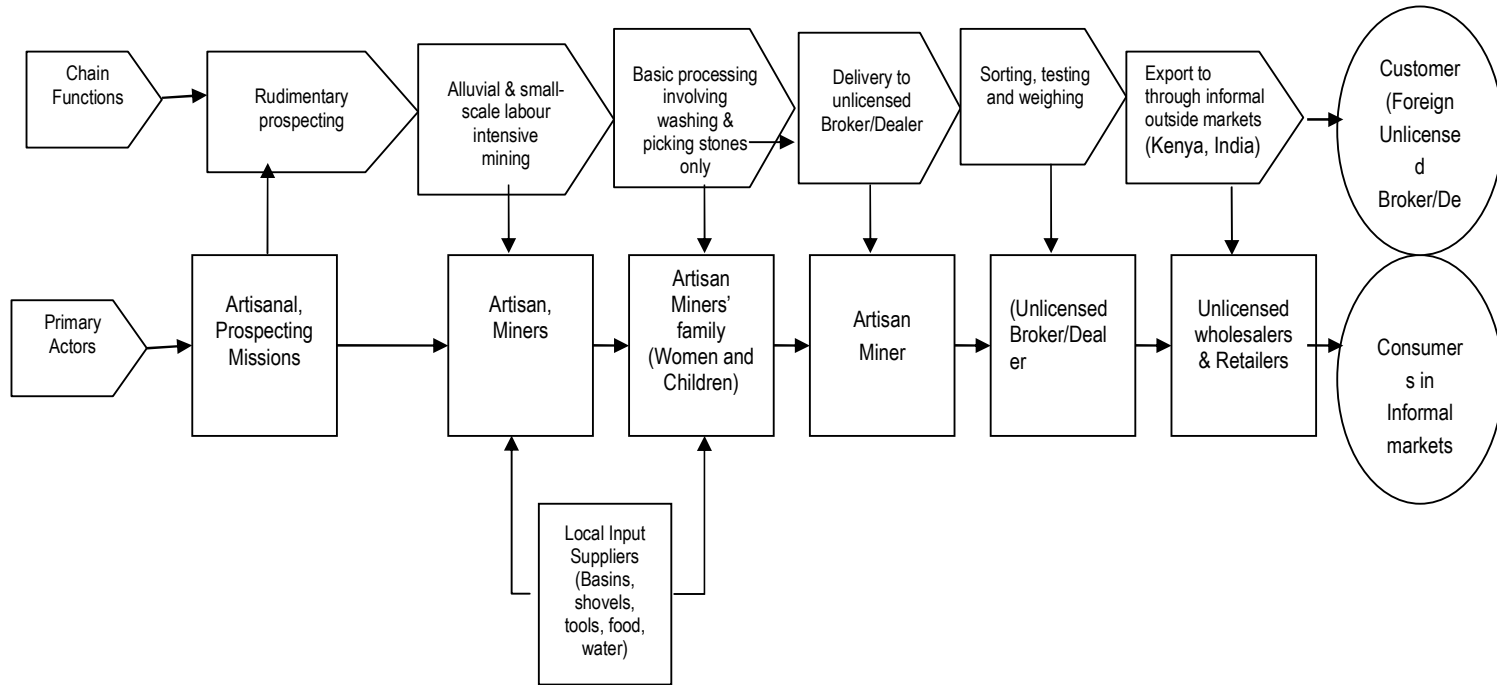 Chain
Functions
Rudimentary
prospecting
Alluvial & small-
scale labour
intensive
mining
Basic processing
involving
washing &
picking stones
only
Delivery to
unlicensed
Broker/Dealer
Sorting, testing
and weighing
Export to
through informal
outside markets
(Kenya, India)
Customer
(Foreign
Unlicense
d
Broker/De
Primary
Actors
Artisanal,
Prospecting
Missions
Artisan,
Miners
Artisan
Miners’
family
(Women and
Children)
Artisan
Miner
(Unlicensed
Broker/Deal
er
Unlicensed
wholesalers
& Retailers
Consumer
s in
Informal
markets
Local Input
Suppliers
(Basins,
shovels,
tools, food,
water)